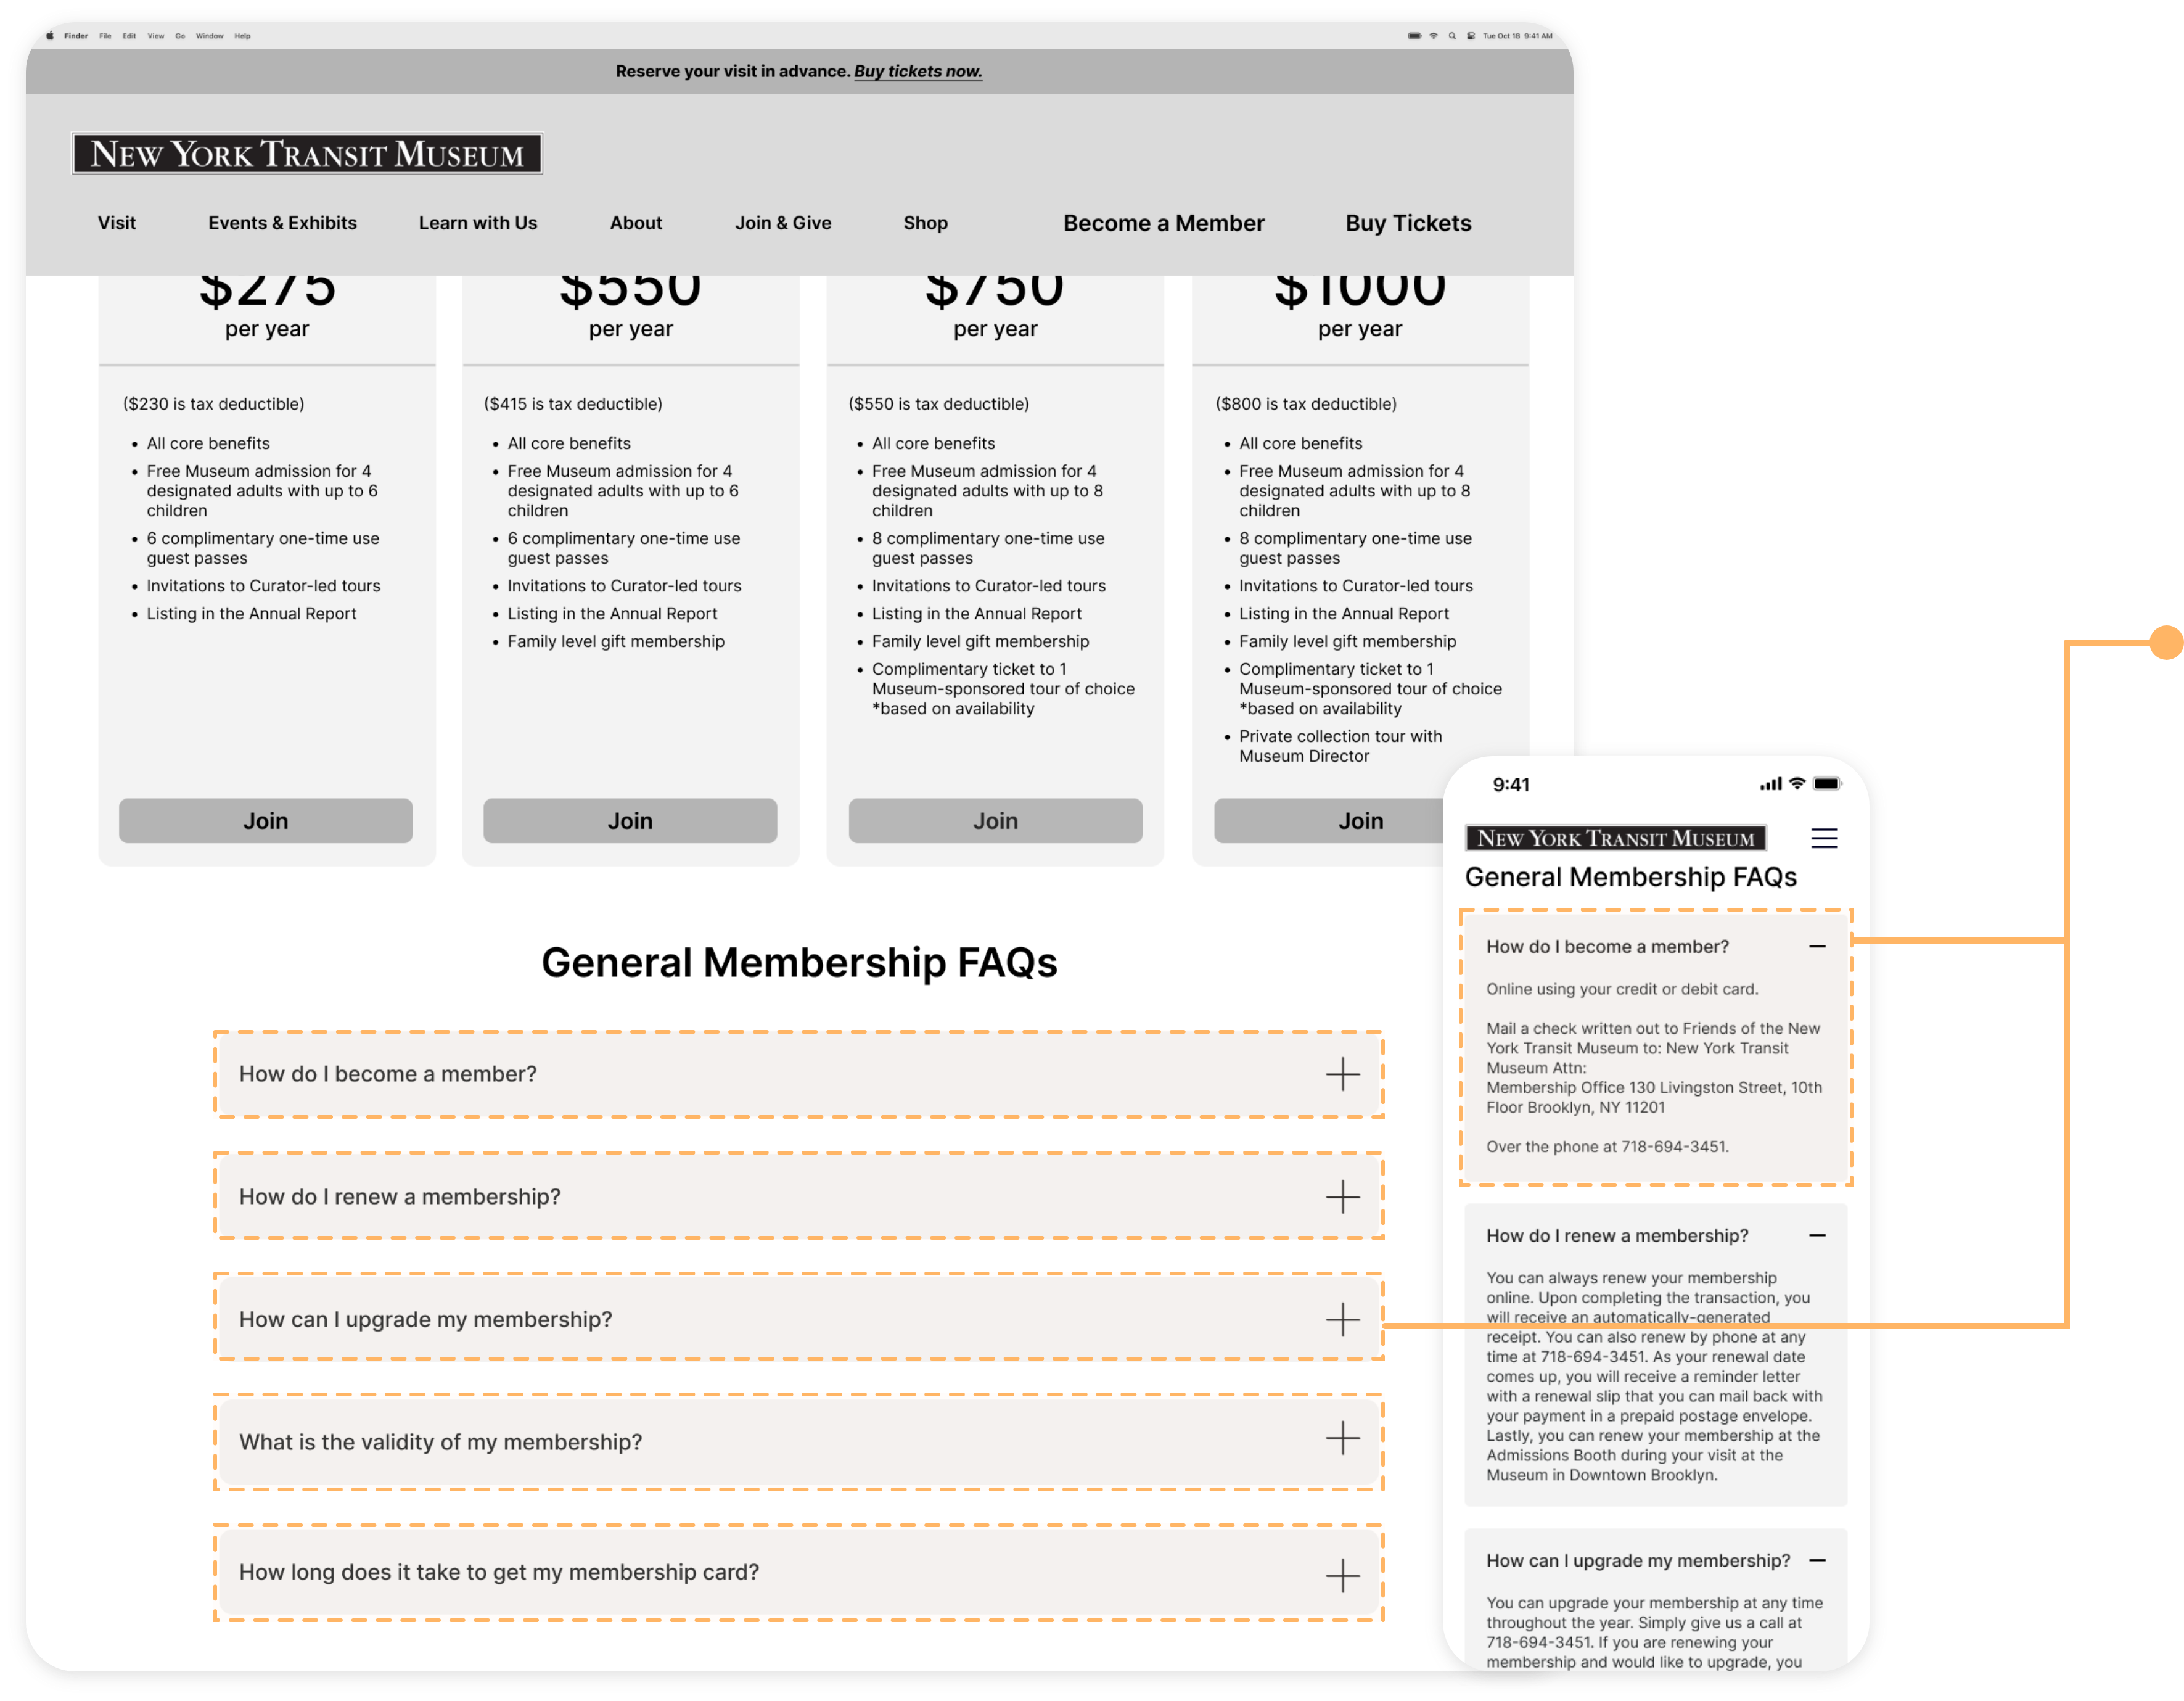 Finder File Edit View Go Window Help
Tue Oct 18 9:41 AM
Reserve your visit in advance. Buy tickets now.
NEW YORK TRANSIT MUSEUM
Visit Events & Exhibits Learn with Us About Join & Give Shop Become a Member Buy Tickets
$275
per year
($230 is tax deductible)
• All core benefits
• Free Museum admission for 4
designated adults with up to 6
children
• 6 complimentary one-time use
guest passes
• Invitations to Curator-led tours
• Listing in the Annual Report
Join
$550
per year
($415 is tax deductible)
• All core benefits
• Free Museum admission for 4
designated adults with up to 6
children
• 6 complimentary one-time use
guest passes
• Invitations to Curator-led tours
• Listing in the Annual Report
• Family level gift membership
Join
$750
per year
($550 is tax deductible)
• All core benefits
• Free Museum admission for 4
designated adults with up to 8
children
• 8 complimentary one-time use
guest passes
• Invitations to Curator-led tours
• Listing in the Annual Report
• Family level gift membership
• Complimentary ticket to 1
Museum-sponsored tour of choice
*based on availability
Join
$1000
per year
($800 is tax deductible)
• All core benefits
• Free Museum admission for 4
designated adults with up to 8
children
• 8 complimentary one-time use
guest passes
• Invitations to Curator-led tours
• Listing in the Annual Report
• Family level gift membership
• Complimentary ticket to 1
Museum-sponsored tour of choice
*based on availability
• Private collection tour with
Museum Director
Join
General Membership FAQs
How do I become a member?
How do I renew a membership?
How can I upgrade my membership?
What is the validity of my membership?
How long does it take to get my membership card?
9:41
NEW YORK TRANSIT MUSEUM
General Membership FAQs
How do I become a member?
Online using your credit or debit card.
Mail a check written out to Friends of the New
York Transit Museum to: New York Transit
Museum Attn:
Membership Office 130 Livingston Street, 10th
Floor Brooklyn, NY 11201
Over the phone at 718-694-3451.
How do I renew a membership?
You can always renew your membership
online. Upon completing the transaction, you
will receive an automatically-generated
receipt. You can also renew by phone at any
time at 718-694-3451. As your renewal date
comes up, you will receive a reminder letter
with a renewal slip that you can mail back with
your payment in a prepaid postage envelope.
Lastly, you can renew your membership at the
Admissions Booth during your visit at the
Museum in Downtown Brooklyn.
How can I upgrade my membership?
You can upgrade your membership at any time
throughout the year. Simply give us a call at
718-694-3451. If you are renewing your
membership and would like to upgrade, you